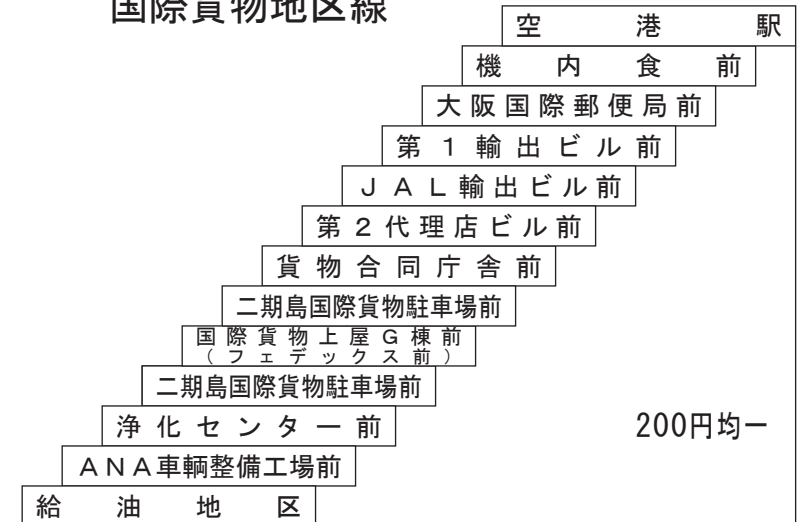 国際貨物地区線
空港駅
機内食前
大阪国際郵便局前
第1輸出ビル前
JAL輸出ビル前
第2代理店ビル前
貨物合同庁舎前
二期島国際貨物駐車場前
国際貨物上屋G棟前
(フェデックス前)
二期島国際貨物駐車場前
浄化センター前
200円均一
ANA車輌整備工場前
給油地区